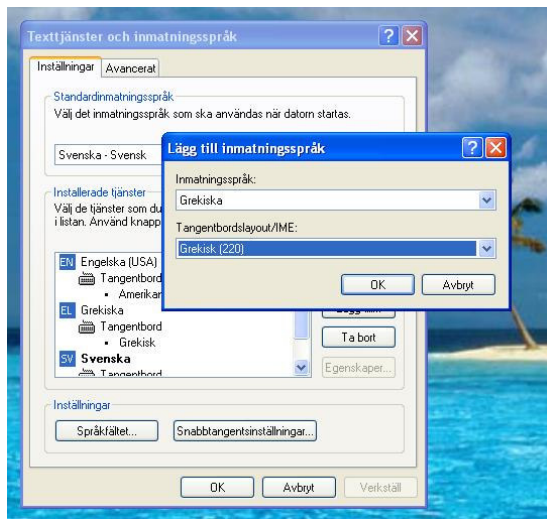 Texttjänster och inmatningsspråk
Inställningar
Avancerat
Standardinmatningsspråk
Välj det inmatningsspråk som ska användas när datorn startas.
Svenska - Svensk
Installerade tjänster
Välj de tjänster som du
i listan. Använd knapp
EN Engelska (USA)
Tangentbord
• Amerikan
EL Grekiska
Tangentbord
• Grekisk
SV Svenska
Tangentbord
Ta bort
Egenskaper...
Inställningar
Språkfältet...
Snabbtangentsinställningar...
OK
Avbryt
Verkställ
Lägg till inmatningsspråk
Inmatningsspråk:
Grekiska
Tangentbordslayout/IME:
Grekisk (220)
OK
Avbryt